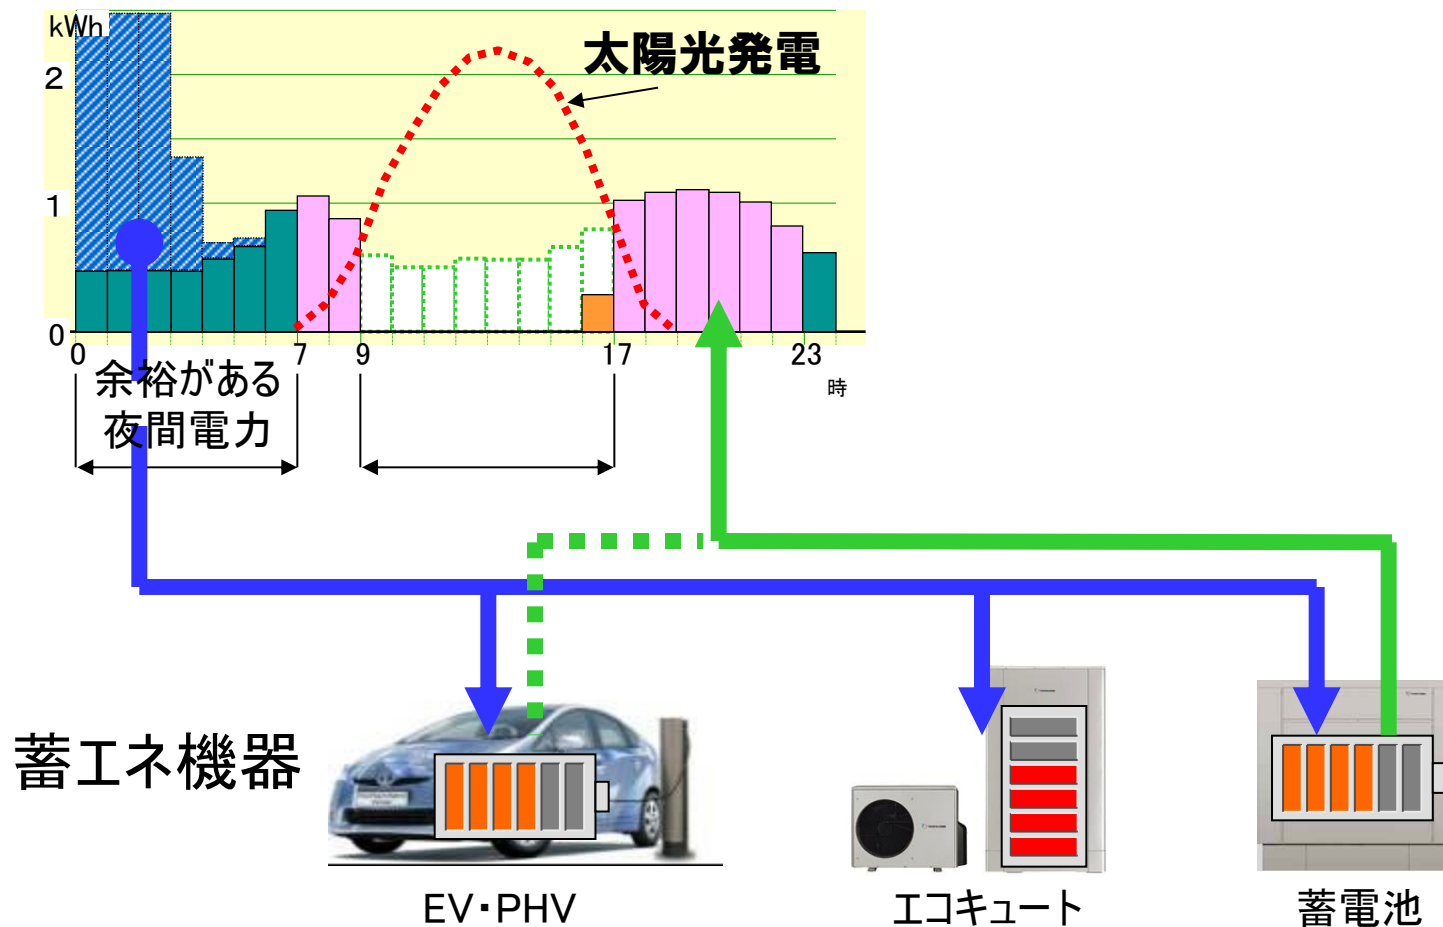 kWh
太陽光発電
2
1
0
0 7 9 17 23
時
余裕がある
夜間電力
蓄エネ機器
EV・PHV
エコキュート
蓄電池